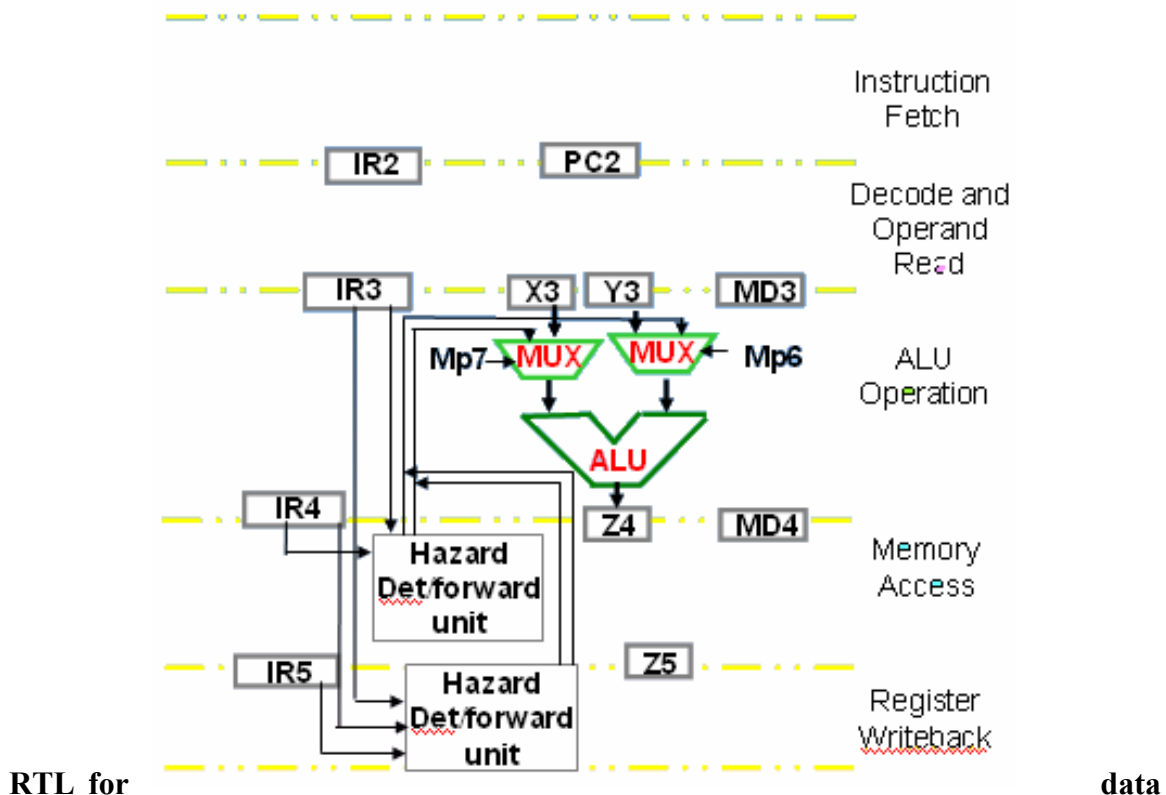 Instruction
Fetch
IR2
PC2
Decode and
Operand
Read
IR3
X3
Y3
MD3
Mp7
MUX
MUX
Mp6
ALU
Operation
ALU
IR4
Z4
MD4
Hazard
Det/forward
unit
Memory
Access
IR5
Z5
Hazard
Det/forward
unit
Register
Writeback
RTL for data